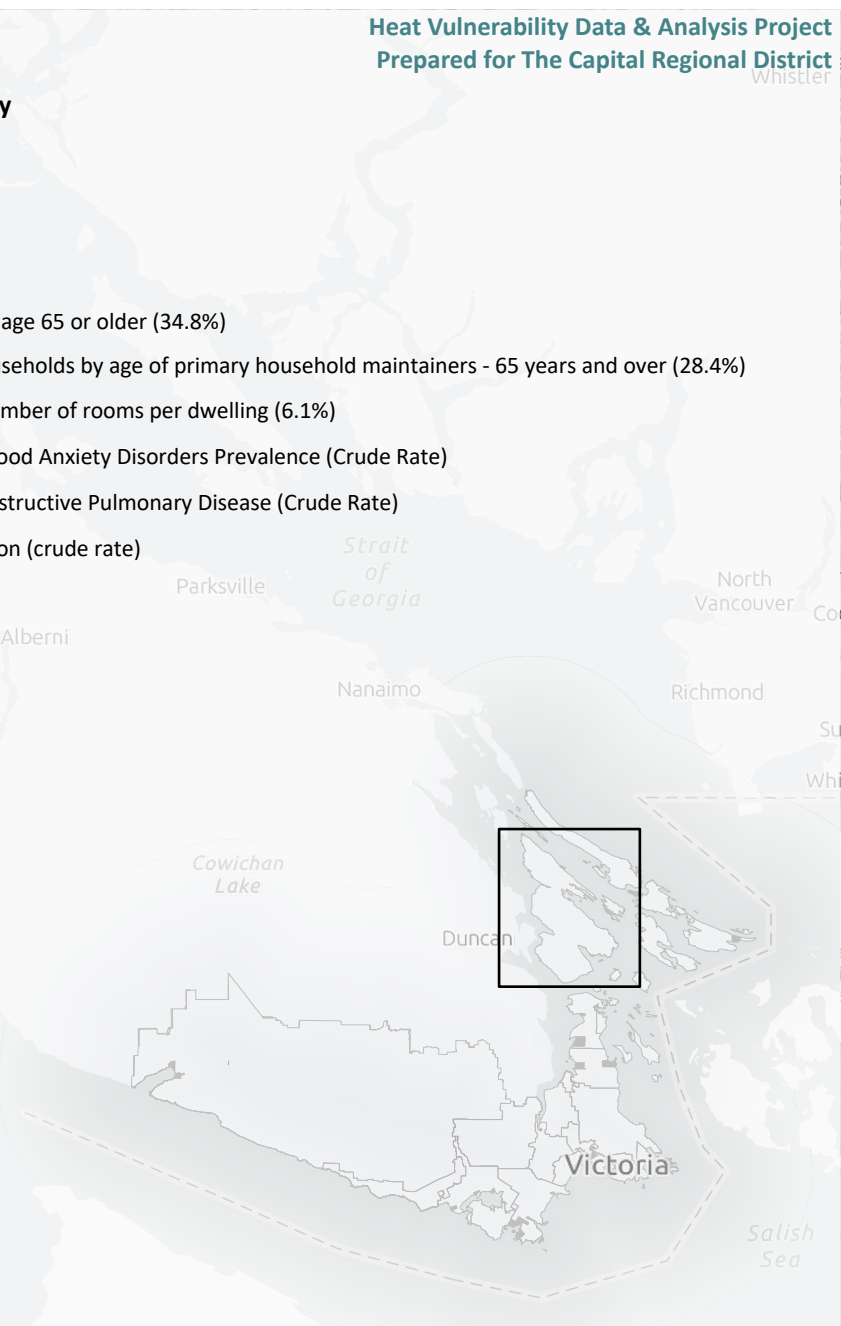 Heat Vulnerability Data & Analysis Project
Prepared for The Capital Regional District
Whistler
y
age 65 or older (34.8%)
seholds by age of primary household maintainers - 65 years and over (28.4%)
mber of rooms per dwelling (6.1%)
ood Anxiety Disorders Prevalence (Crude Rate)
structive Pulmonary Disease (Crude Rate)
on (crude rate)
Strait
of
Georgia
Parksville
North
Vancouver
Co
Alberni
Nanaimo
Richmond
Su
Whi
Cowichan
Lake
Duncan
Victoria
Salish
Sea